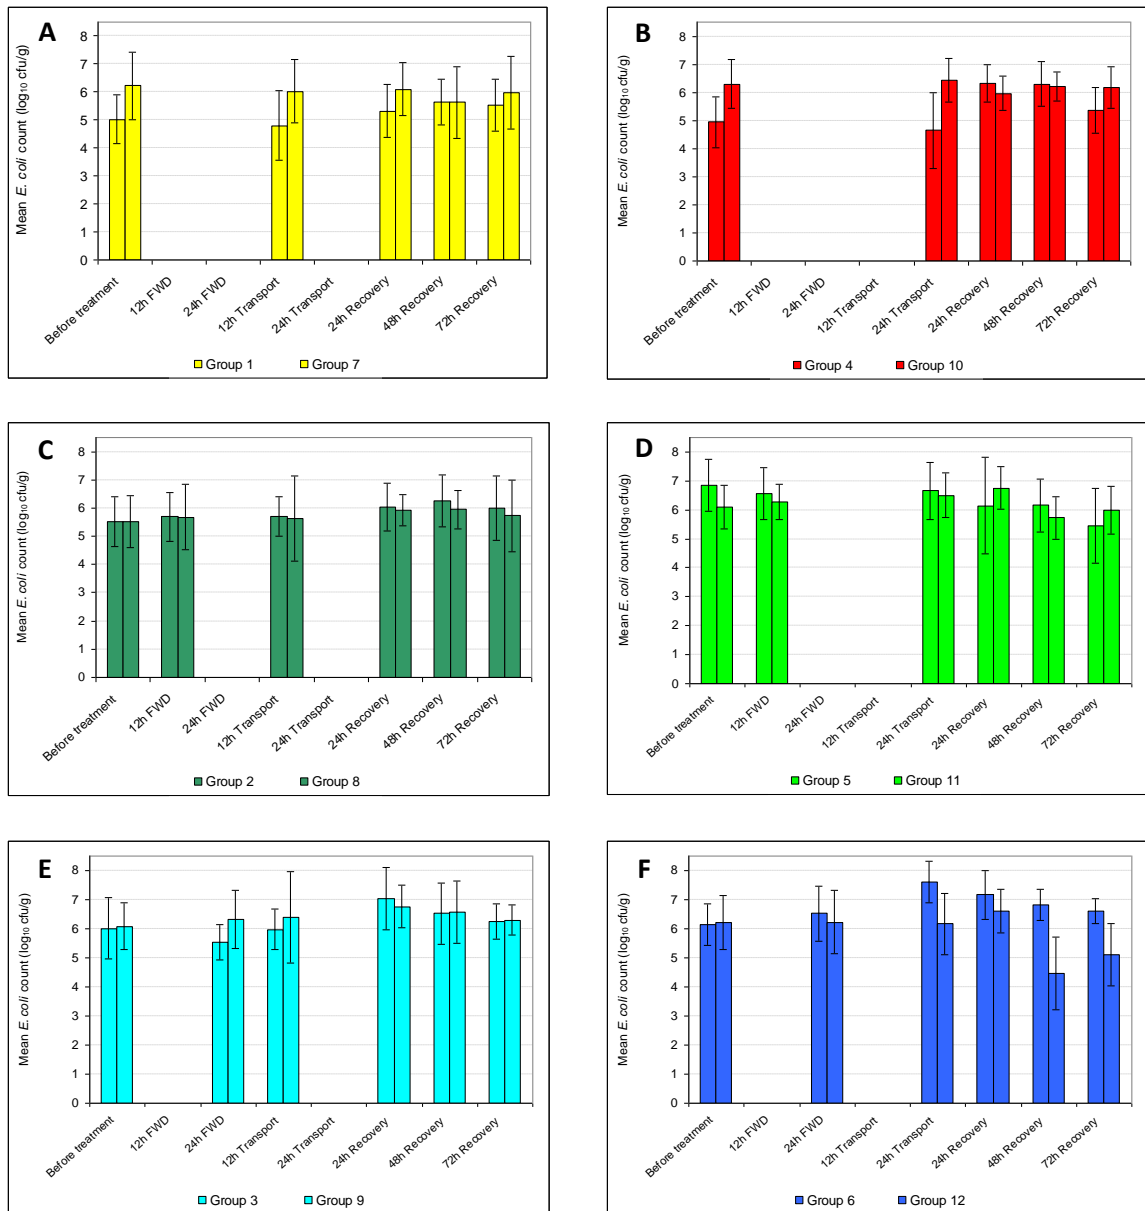 A
Mean E. coli count (log10 cfu/g)
8
7
6
5
4
3
2
1
0
Before treatment
12h FWD
24h FWD
12h Transport
24h Transport
24h Recovery
48h Recovery
72h Recovery
Group 1 Group 7
B
Mean E. coli count (log10 cfu/g)
8
7
6
5
4
3
2
1
0
Before treatment
12h FWD
24h FWD
12h Transport
24h Transport
24h Recovery
48h Recovery
72h Recovery
Group 4 Group 10
C
Mean E. coli count (log10 cfu/g)
8
7
6
5
4
3
2
1
0
Before treatment
12h FWD
24h FWD
12h Transport
24h Transport
24h Recovery
48h Recovery
72h Recovery
Group 2 Group 8
D
Mean E. coli count (log10 cfu/g)
8
7
6
5
4
3
2
1
0
Before treatment
12h FWD
24h FWD
12h Transport
24h Transport
24h Recovery
48h Recovery
72h Recovery
Group 5 Group 11
E
Mean E. coli count (log10 cfu/g)
8
7
6
5
4
3
2
1
0
Before treatment
12h FWD
24h FWD
12h Transport
24h Transport
24h Recovery
48h Recovery
72h Recovery
Group 3 Group 9
F
Mean E. coli count (log10 cfu/g)
8
7
6
5
4
3
2
1
0
Before treatment
12h FWD
24h FWD
12h Transport
24h Transport
24h Recovery
48h Recovery
72h Recovery
Group 6 Group 12